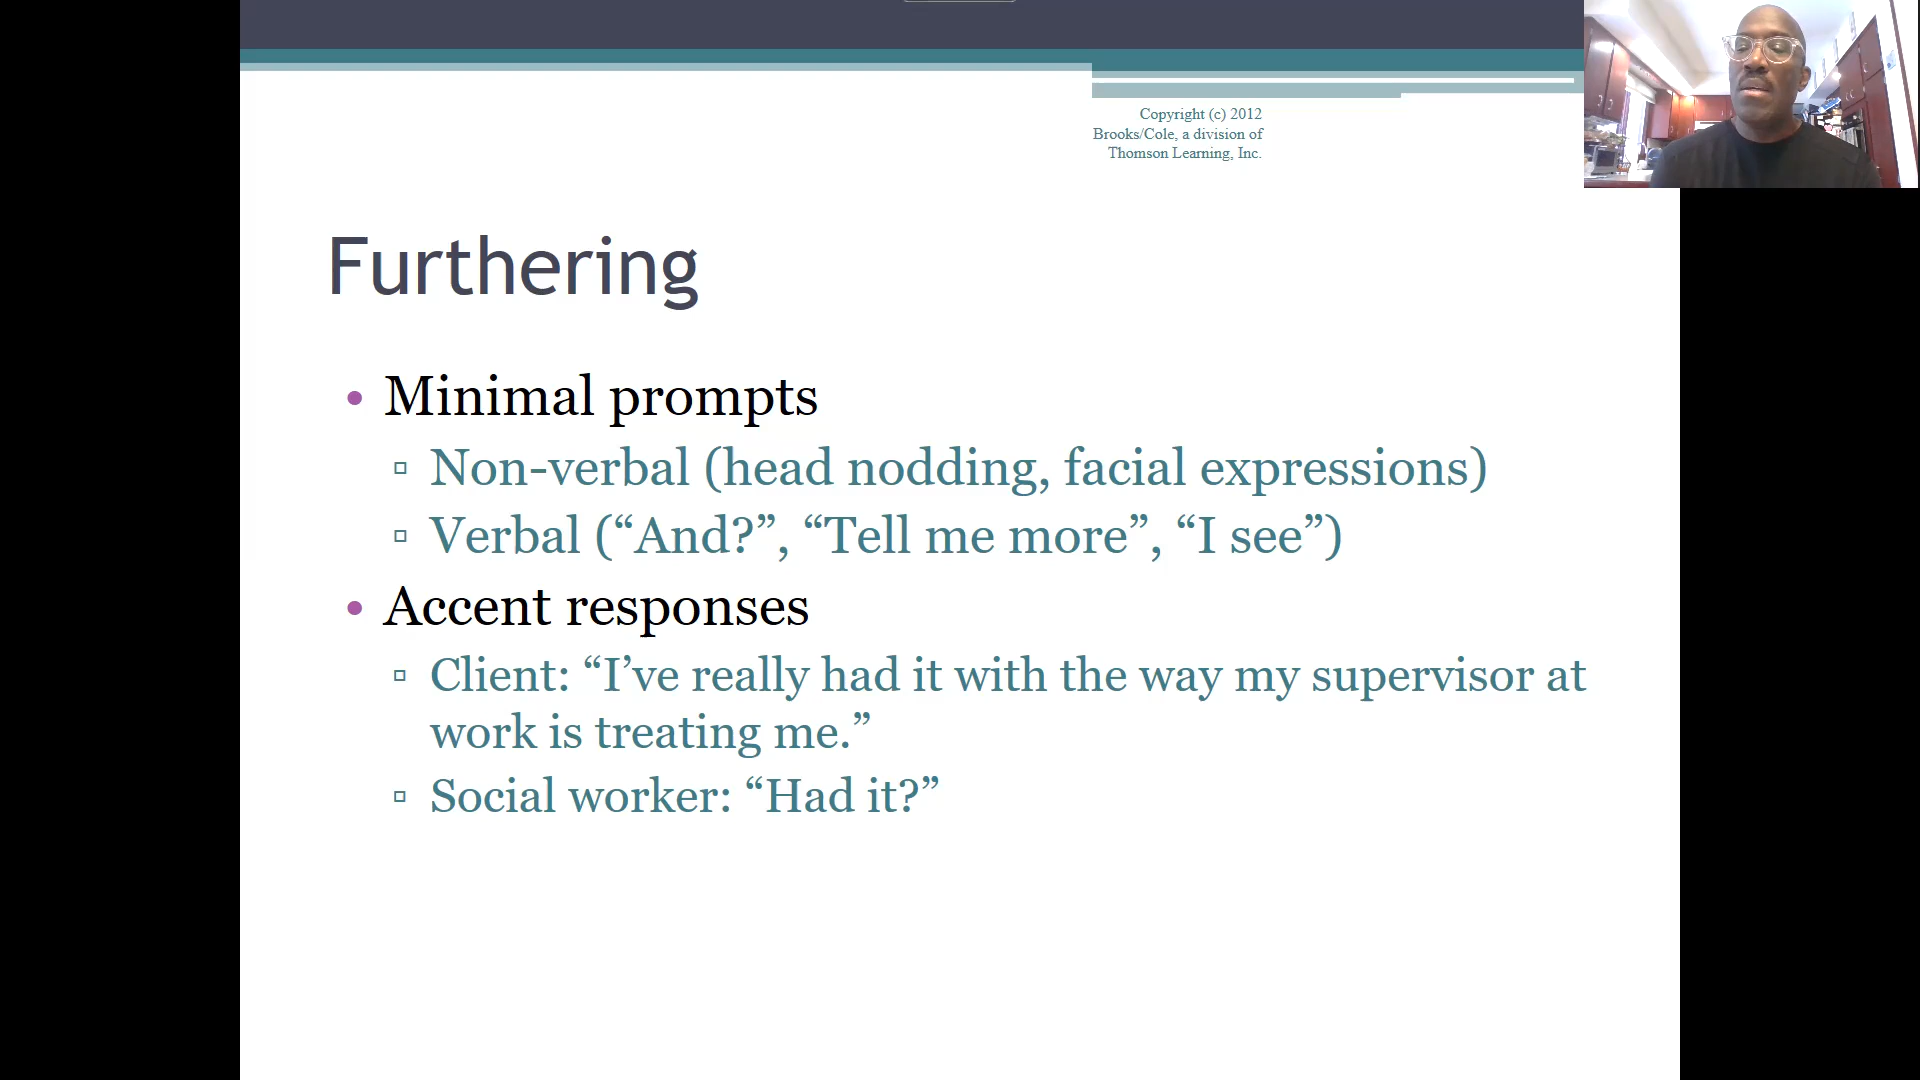 Copyright (c) 2012
Brooks/Cole, a division of
Thomson Learning, Inc.
Furthering
• Minimal prompts
▫ Non-verbal (head nodding, facial expressions)
▫ Verbal (“And?”, “Tell me more”, “I see”)
• Accent responses
▫ Client: “I’ve really had it with the way my supervisor at
work is treating me.”
▫ Social worker: “Had it?”